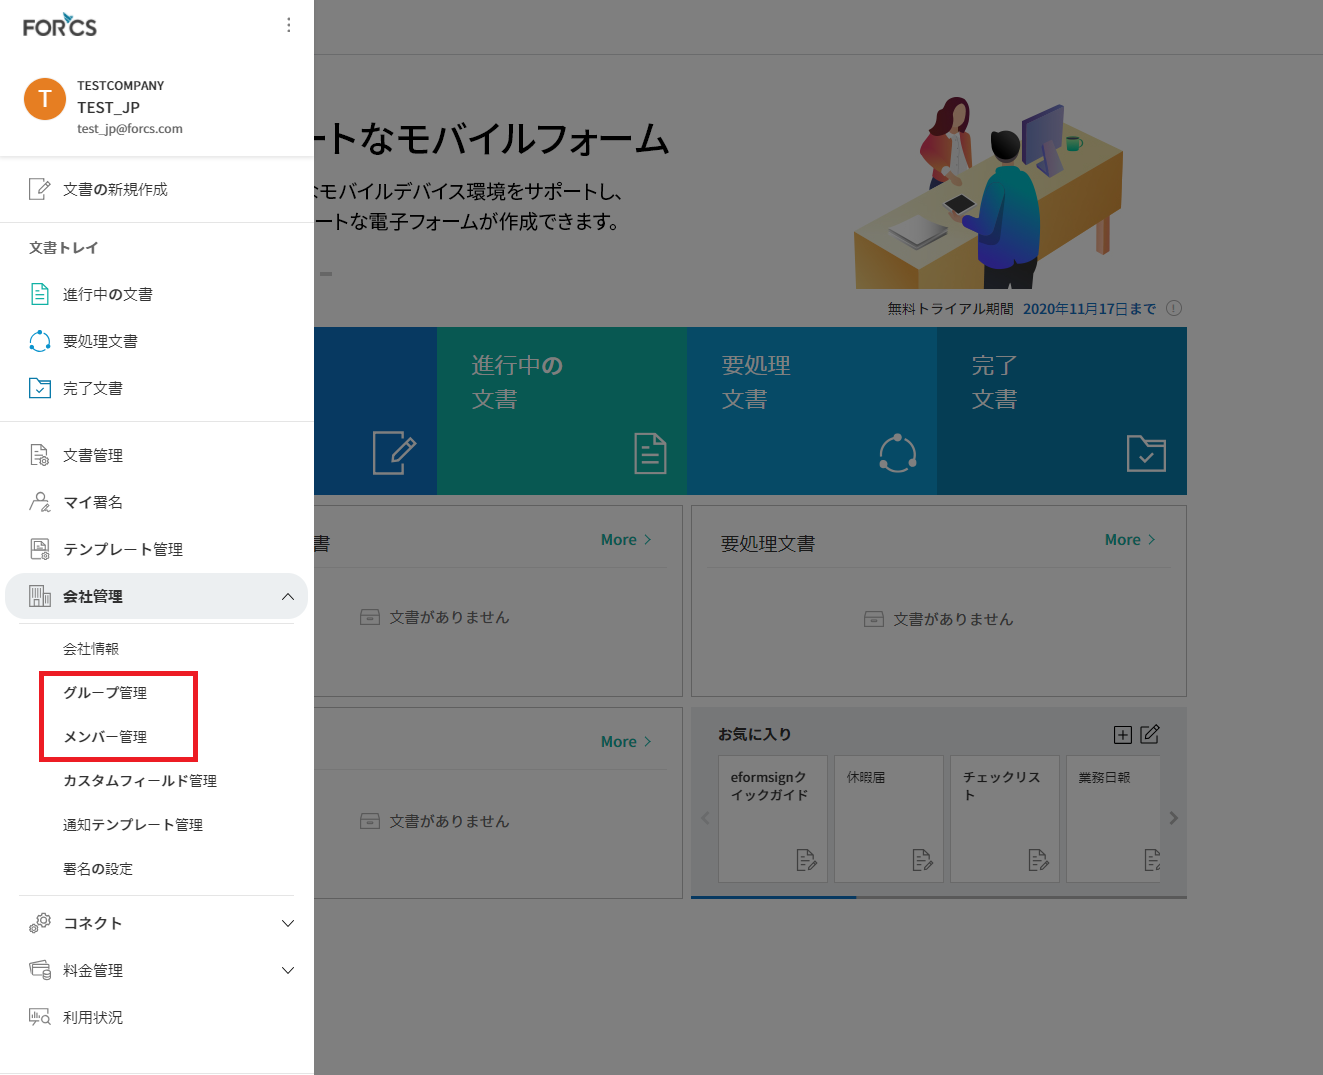 FORCS
T
TESTCOMPANY
TEST_JP
test_jp@forcs.com
文書の新規作成
文書トレイ
進行中の文書
要処理文書
完了文書
文書管理
マイ署名
テンプレート管理
会社管理
会社情報
グループ管理
メンバー管理
カスタムフィールド管理
通知テンプレート管理
署名の設定
コネクト
料金管理
利用状況
ートなモバイルフォーム
なモバイルデバイス環境をサポートし、
ートな電子フォームが作成できます。
無料トライアル期間 2020年11月17日まで
進行中の
文書
要処理
文書
完了
文書
書
More
文書がありません
要処理文書
More
文書がありません
More
文書がありません
お気に入り
eformsignク
イックガイド
休暇届
チェックリス
ト
業務日報